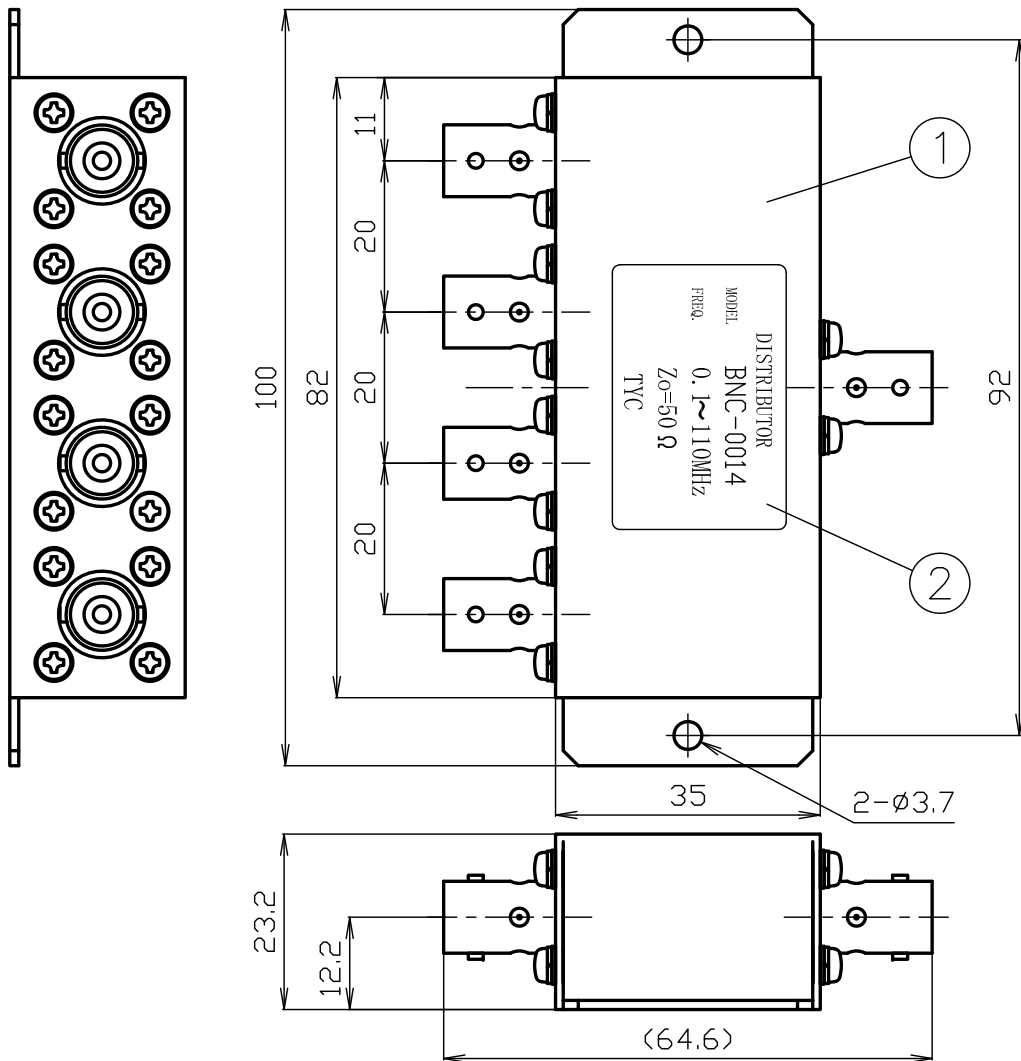 11
20
20
20
82
100
92
1
2
DISTRIBUTOR
MODEL BNC-0014
FREQ. 0.1~110MHz
Zo=50Ω
TYC
35
2-ø3.7
23.2
12.2
(64.6)